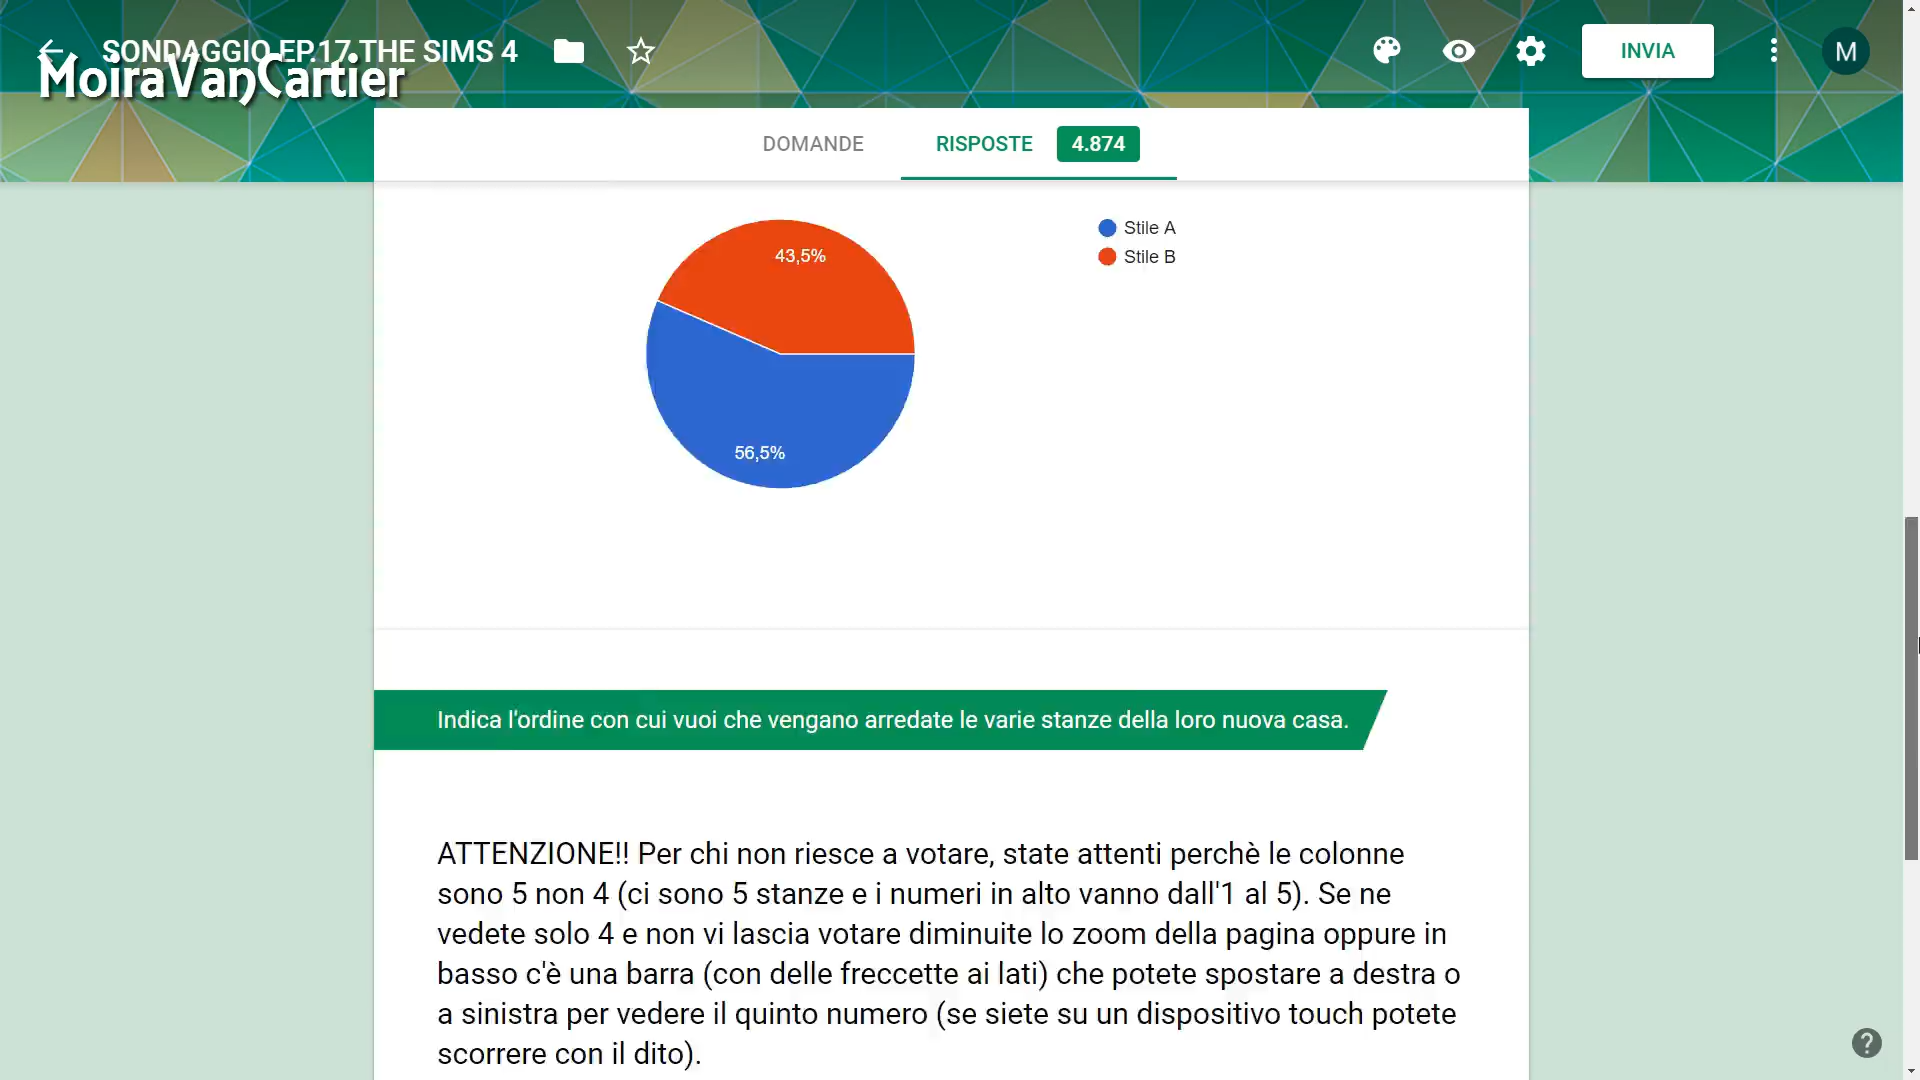 SONDAGGIO EP.17 THE SIMS 4
MoiraVanCartier
INVIA
M
DOMANDE
RISPOSTE
4.874
Stile A
Stile B
43,5%
56,5%
Indica l'ordine con cui vuoi che vengano arredate le varie stanze della loro nuova casa.
ATTENZIONE!! Per chi non riesce a votare, state attenti perchè le colonne
sono 5 non 4 (ci sono 5 stanze e i numeri in alto vanno dall'1 al 5). Se ne
vedete solo 4 e non vi lascia votare diminuite lo zoom della pagina oppure in
basso c'è una barra (con delle freccette ai lati) che potete spostare a destra o
a sinistra per vedere il quinto numero (se siete su un dispositivo touch potete
scorrere con il dito).